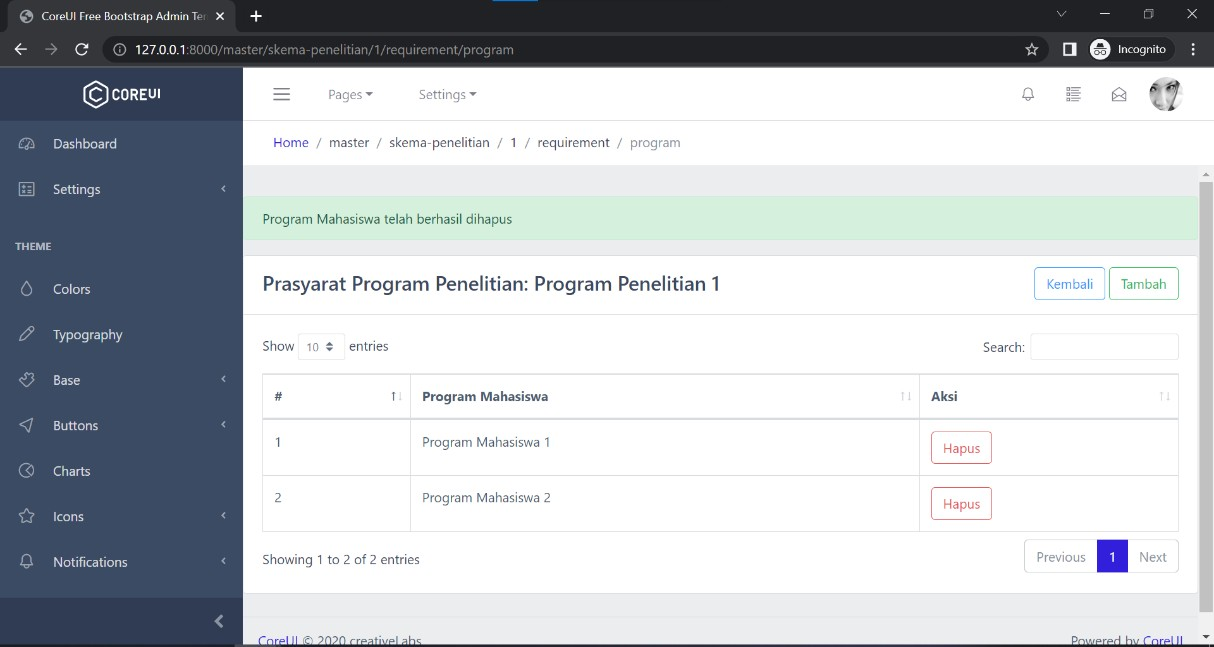 CoreUI Free Bootstrap Admin Ter
127.0.0.1:8000/master/skema-penelitian/1/requirement/program
Incognito
COREUI
Pages
Settings
Dashboard
Home / master / skema-penelitian / 1 / requirement / program
Settings
Program Mahasiswa telah berhasil dihapus
THEME
Colors
Prasyarat Program Penelitian: Program Penelitian 1
Kembali
Tambah
Typography
Show 10 entries
Search:
Base
# Program Mahasiswa Aksi
Buttons
1 Program Mahasiswa 1 Hapus
Charts
2 Program Mahasiswa 2 Hapus
Icons
Notifications
Showing 1 to 2 of 2 entries
Previous 1 Next
CoreUI © 2020 creativeLabs
Powered by CoreUI